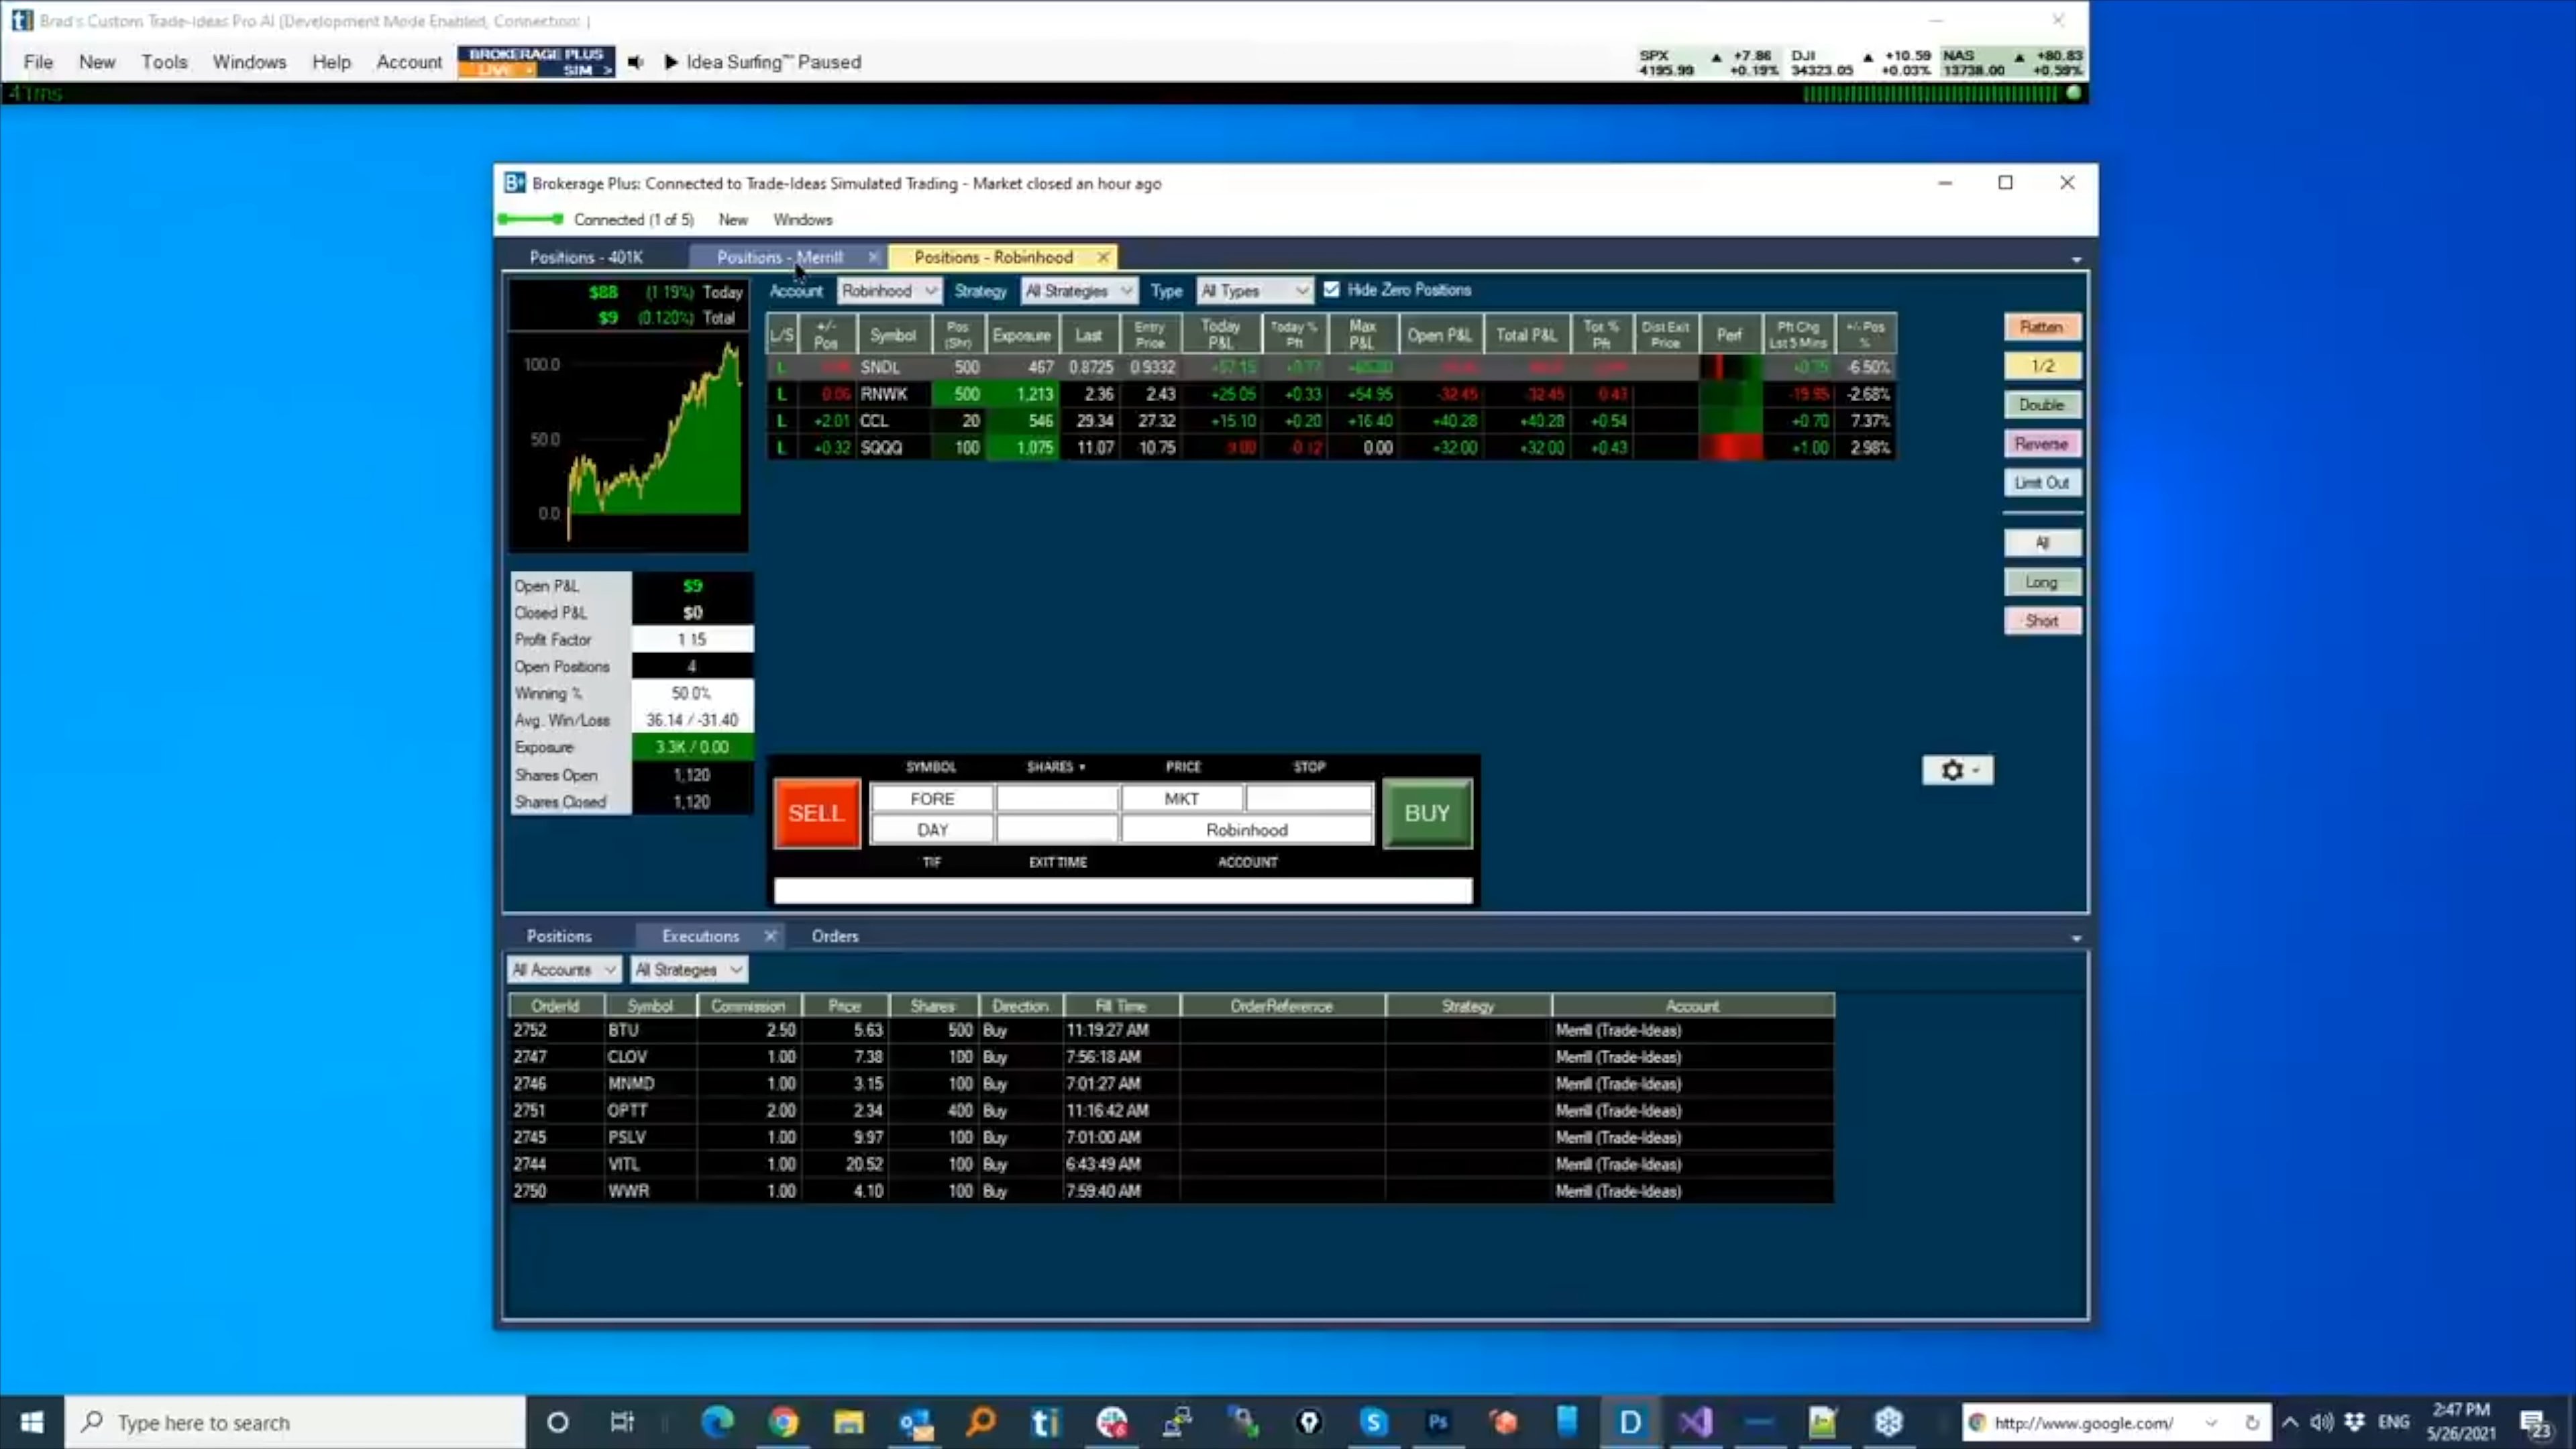 Brad's Custom Trade-Ideas Pro AI (Development Mode Enabled, Connection: )
File New Tools Windows Help Account BROKERAGE PLUS LIVE SIM > Idea Surfing™ Paused
SPX 4195.99 ▲ +7.86 +0.19% DJI 34323.05 ▲ +10.59 +0.03% NAS 13738.00 ▲ +80.83 +0.59%
41ms
Brokerage Plus: Connected to Trade-Ideas Simulated Trading - Market closed an hour ago
Connected (1 of 5) New Windows
Positions - 401K Positions - Merrill Positions - Robinhood
$88 (1.19%) Today
$9 (0.120%) Total
100.0
50.0
0.0
Account Robinhood Strategy All Strategies Type All Types Hide Zero Positions
L/S +/- Pos Symbol Pos (Shr) Exposure Last Entry Price Today P&L Today % Pft Max P&L Open P&L Total P&L Tot % Pft Dist Exit Price Perf Pft Chg Lst 5 Mins +/- Pos %
L SNDL 500 467 0.8725 0.9332 +57.15 +0.77 -6.50%
L 0.06 RNWK 500 1,213 2.36 2.43 +25.05 +0.33 +54.95 -32.45 -32.45 0.43 -19.95 -2.68%
L +2.01 CCL 20 546 29.34 27.32 +15.10 +0.20 +16.40 +40.28 +40.28 +0.54 +0.70 7.37%
L +0.32 SQQQ 100 1,075 11.07 10.75 9.00 0.12 0.00 +32.00 +32.00 +0.43 +1.00 2.98%
Flatten
1/2
Double
Reverse
Limit Out
All
Long
Short
Open P&L $9
Closed P&L $0
Profit Factor 1.15
Open Positions 4
Winning % 50.0%
Avg. Win/Loss 36.14 / -31.40
Exposure 3.3K / 0.00
Shares Open 1,120
Shares Closed 1,120
SYMBOL SHARES PRICE STOP
SELL FORE MKT BUY
DAY Robinhood
TIF EXIT TIME ACCOUNT
Positions Executions Orders
All Accounts All Strategies
OrderId Symbol Commission Price Shares Direction Fill Time OrderReference Strategy Account
2752 BTU 2.50 5.63 500 Buy 11:19:27 AM Merrill (Trade-Ideas)
2747 CLOV 1.00 7.38 100 Buy 7:56:18 AM Merrill (Trade-Ideas)
2746 MNMD 1.00 3.15 100 Buy 7:01:27 AM Merrill (Trade-Ideas)
2751 OPTT 2.00 2.34 400 Buy 11:16:42 AM Merrill (Trade-Ideas)
2745 PSLV 1.00 9.97 100 Buy 7:01:00 AM Merrill (Trade-Ideas)
2744 VITL 1.00 20.52 100 Buy 6:43:49 AM Merrill (Trade-Ideas)
2750 WWR 1.00 4.10 100 Buy 7:59:40 AM Merrill (Trade-Ideas)
Type here to search
http://www.google.com/
ENG
2:47 PM
5/26/2021
23